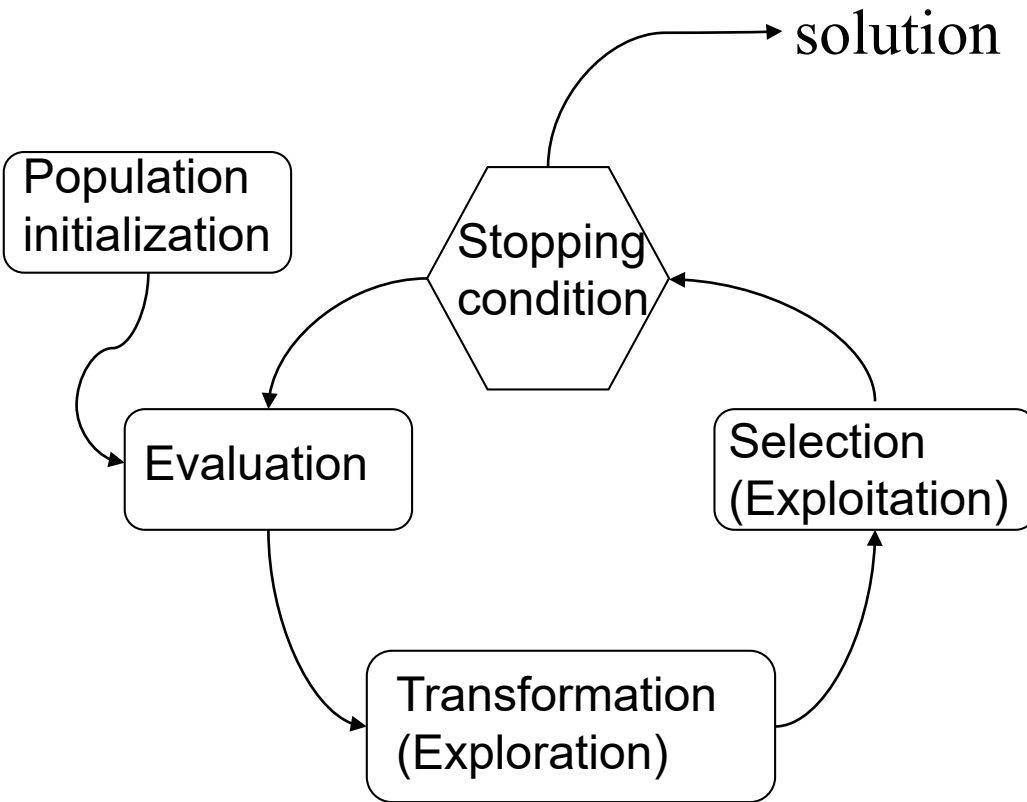 solution
Population
initialization
Stopping
condition
Evaluation
Selection
(Exploitation)
Transformation
(Exploration)